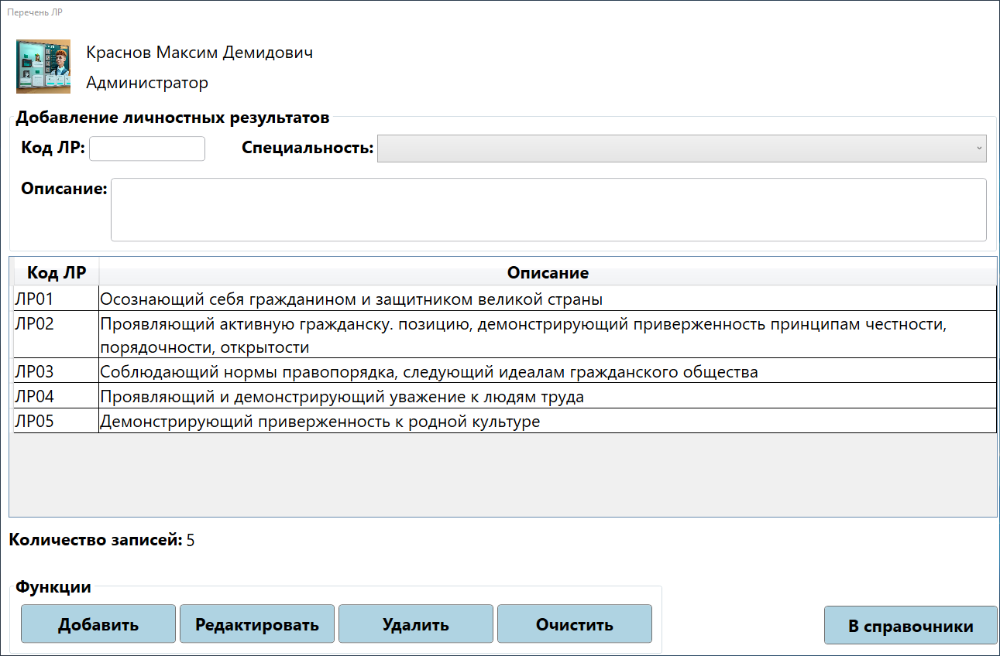 Перечень ЛР
Краснов Максим Демидович
Администратор
Добавление личностных результатов
Код ЛР:
Специальность:
Описание:
Код ЛР Описание
ЛР01 Осознающий себя гражданином и защитником великой страны
ЛР02 Проявляющий активную гражданску. позицию, демонстрирующий приверженность принципам честности,
порядочности, открытости
ЛР03 Соблюдающий нормы правопорядка, следующий идеалам гражданского общества
ЛР04 Проявляющий и демонстрирующий уважение к людям труда
ЛР05 Демонстрирующий приверженность к родной культуре
Количество записей: 5
Функции
Добавить Редактировать Удалить Очистить В справочники